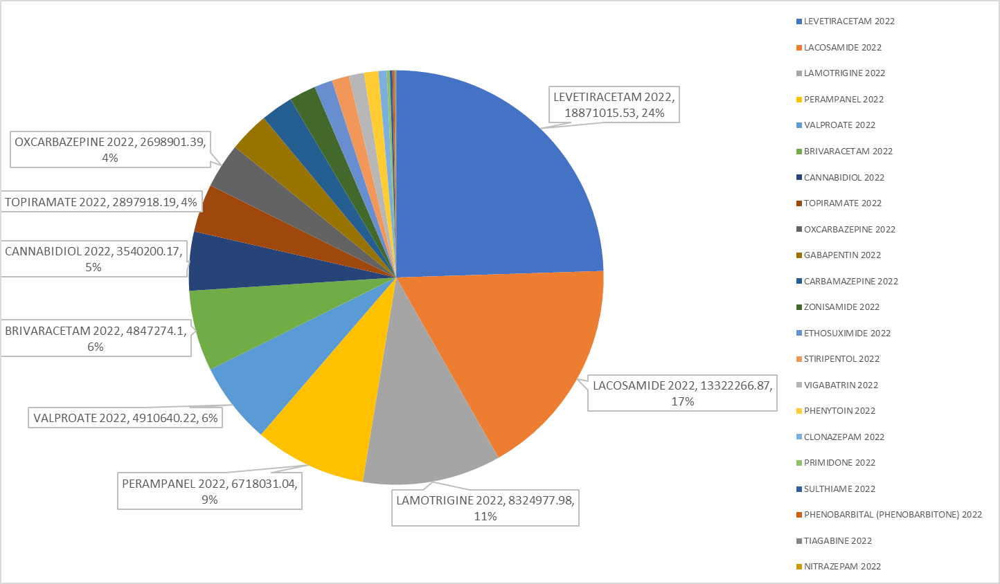 LEVETIRACETAM 2022,
18871015.53, 24%
LACOSAMIDE 2022, 13322266.87,
17%
LAMOTRIGINE 2022, 8324977.98,
11%
PERAMPANEL 2022, 6718031.04,
9%
VALPROATE 2022, 4910640.22, 6%
BRIVARACETAM 2022, 4847274.1,
6%
CANNABIDIOL 2022, 3540200.17,
5%
TOPIRAMATE 2022, 2897918.19, 4%
OXCARBAZEPINE 2022, 2698901.39,
4%
LEVETIRACETAM 2022
LACOSAMIDE 2022
LAMOTRIGINE 2022
PERAMPANEL 2022
VALPROATE 2022
BRIVARACETAM 2022
CANNABIDIOL 2022
TOPIRAMATE 2022
OXCARBAZEPINE 2022
GABAPENTIN 2022
CARBAMAZEPINE 2022
ZONISAMIDE 2022
ETHOSUXIMIDE 2022
STIRIPENTOL 2022
VIGABATRIN 2022
PHENYTOIN 2022
CLONAZEPAM 2022
PRIMIDONE 2022
SULTHIAME 2022
PHENOBARBITAL (PHENOBARBITONE) 2022
TIAGABINE 2022
NITRAZEPAM 2022